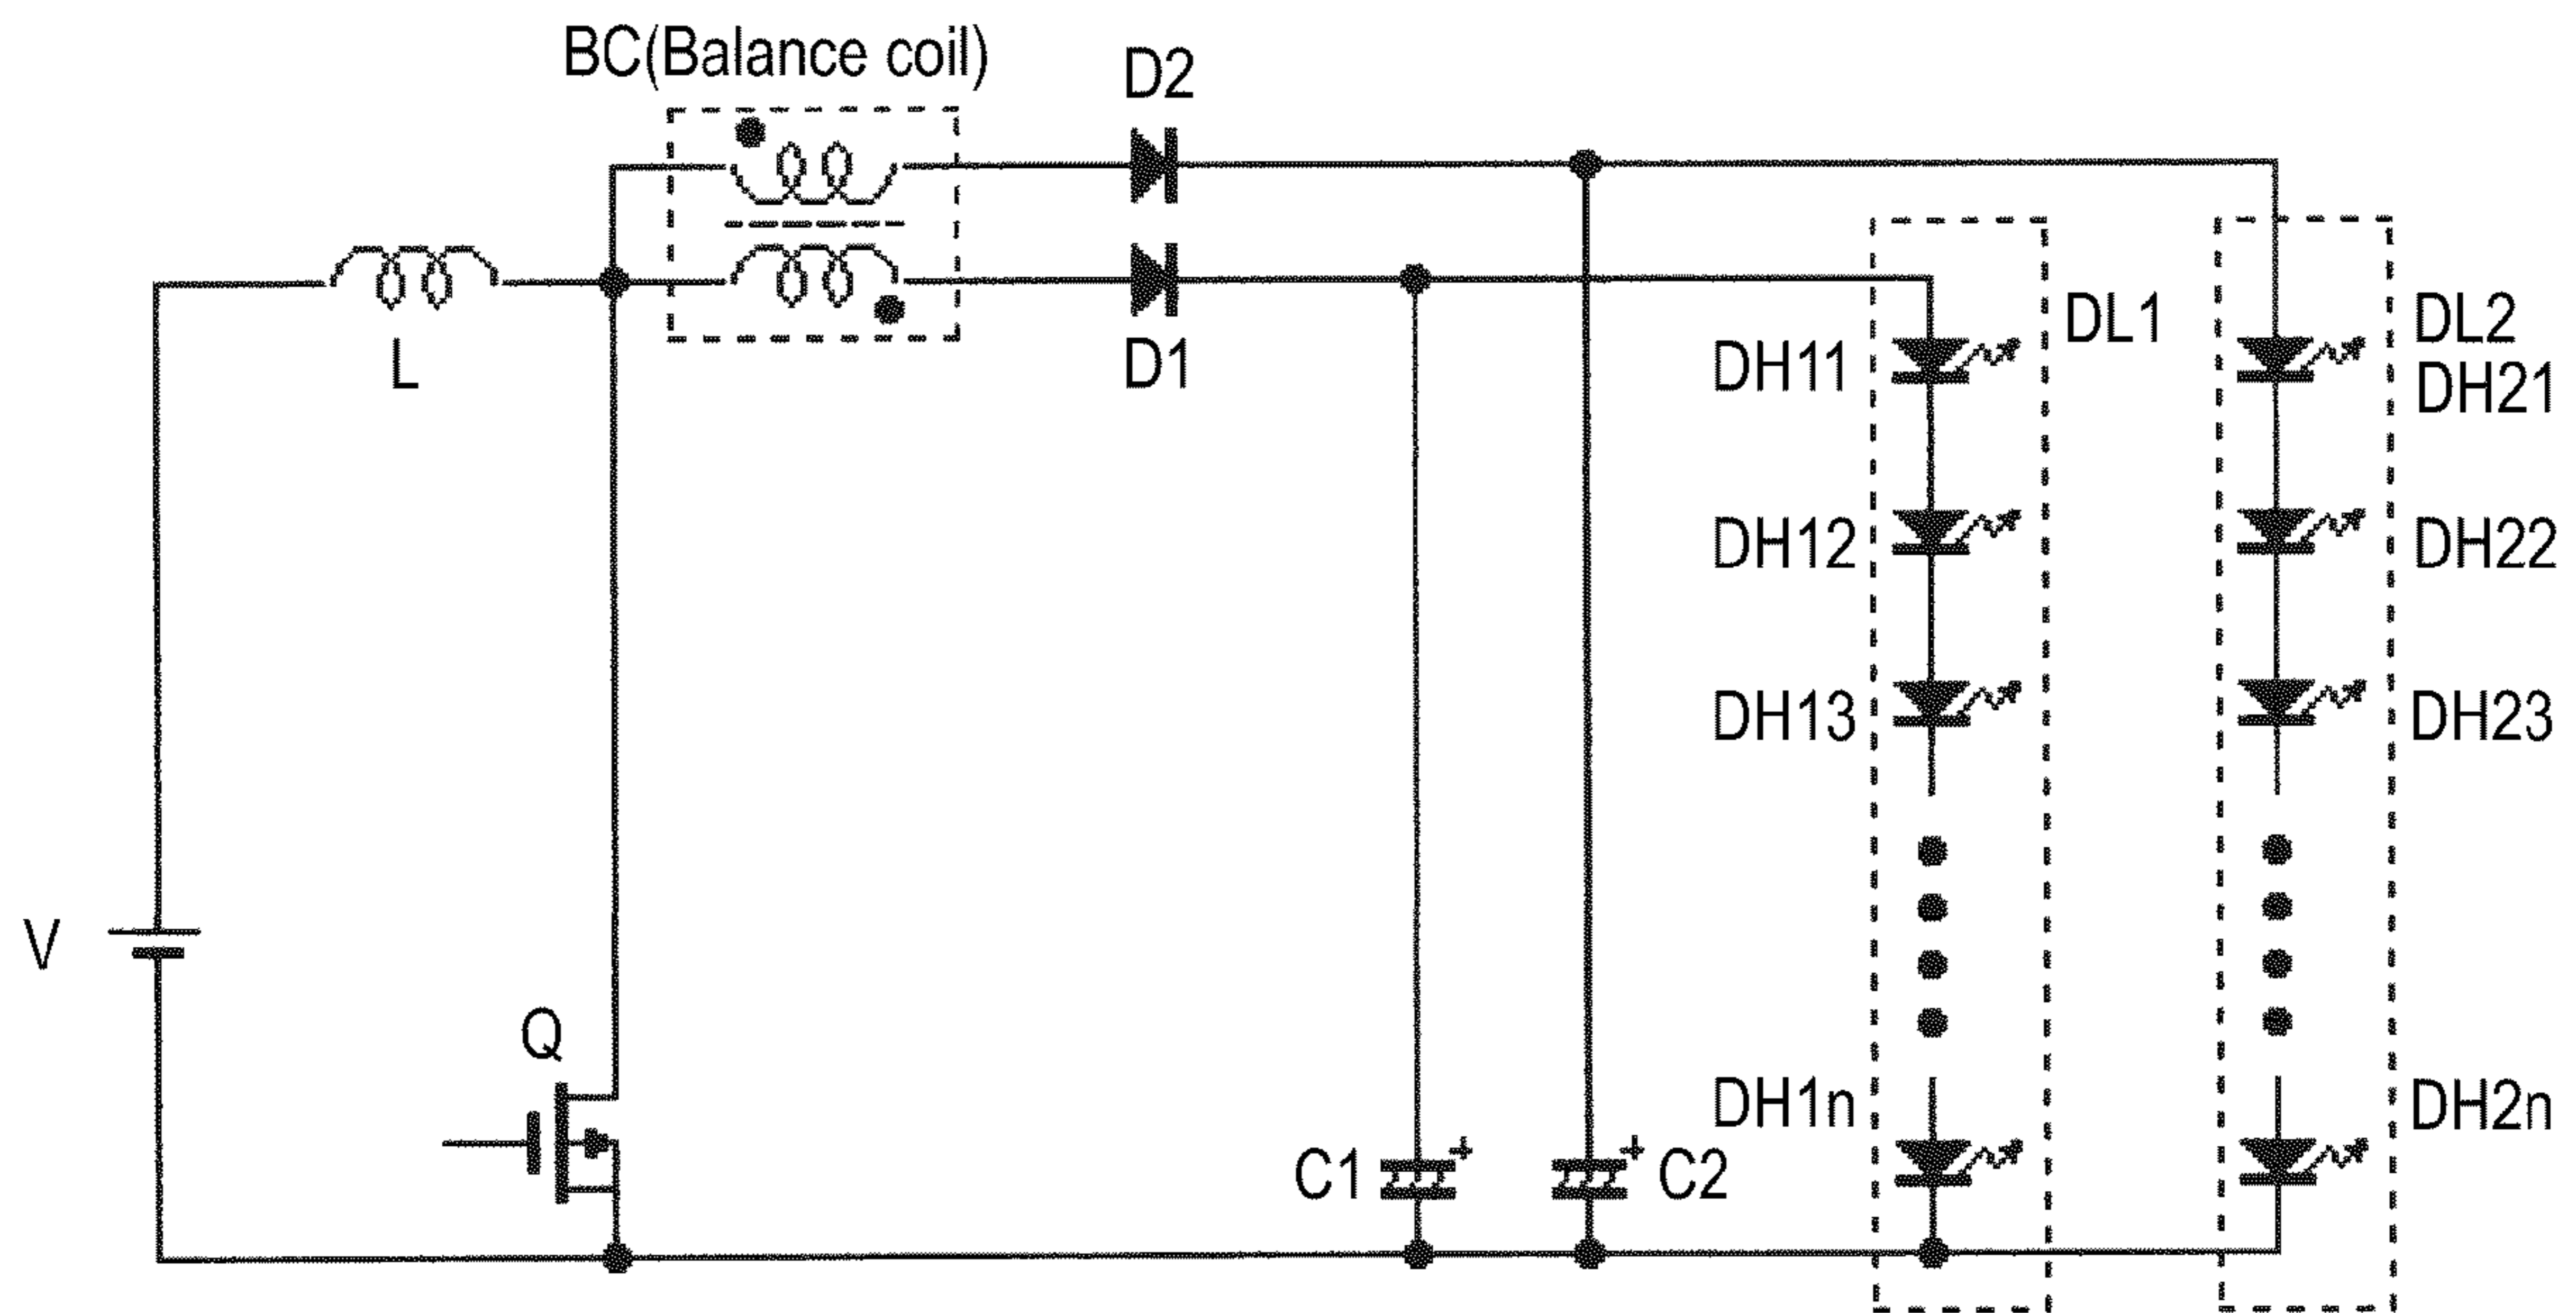 BC(Balance coil)
D2
L
D1
DL1
DL2
DH11
DH21
DH12
DH22
DH13
DH23
V
Q
DH1n
DH2n
C1
+
+
C2